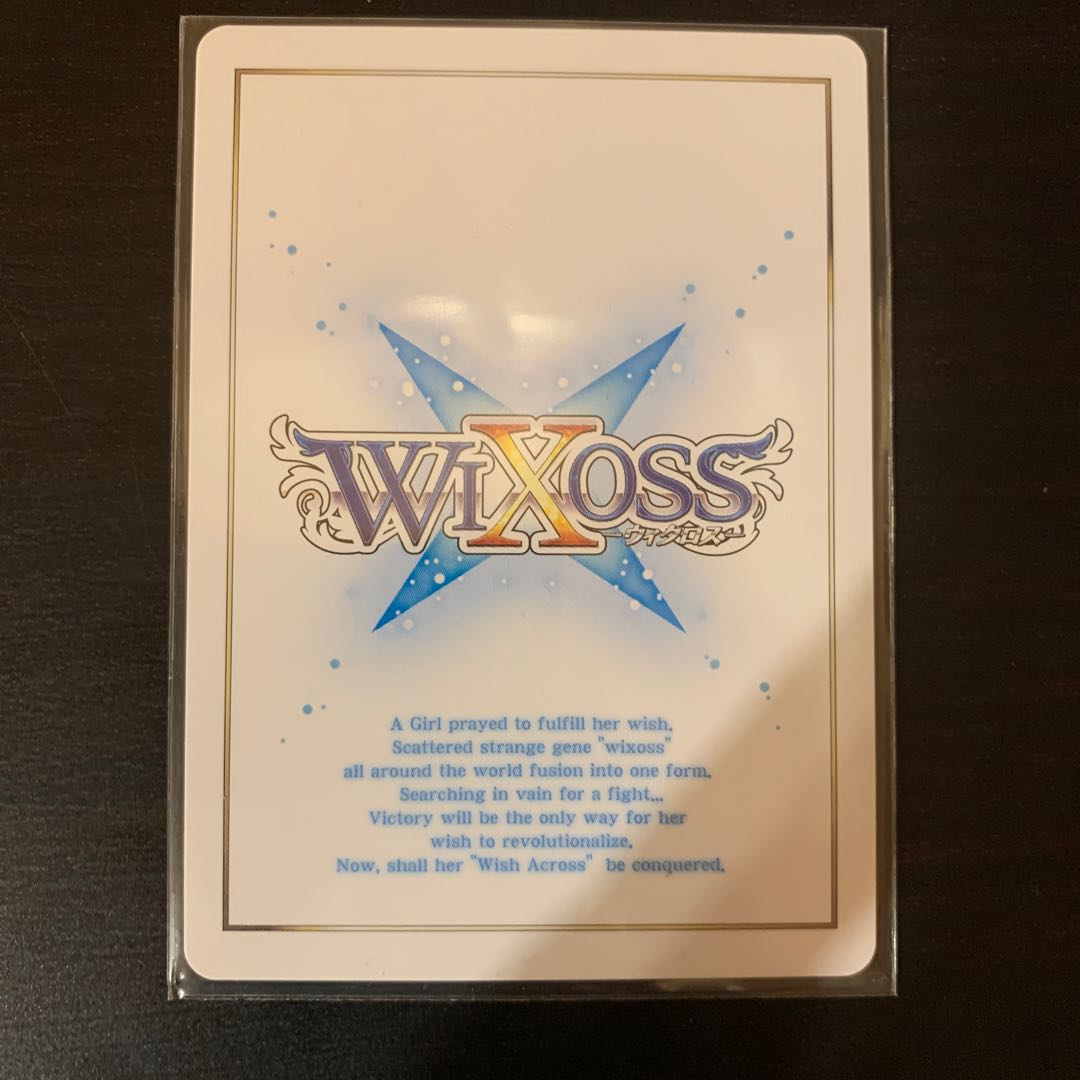 WIXOSS
ーウィクロスー
A Girl prayed to fulfill her wish.
Scattered strange gene "wixoss"
all around the world fusion into one form.
Searching in vain for a fight...
Victory will be the only way for her
wish to revolutionalize.
Now, shall her "Wish Across" be conquered.